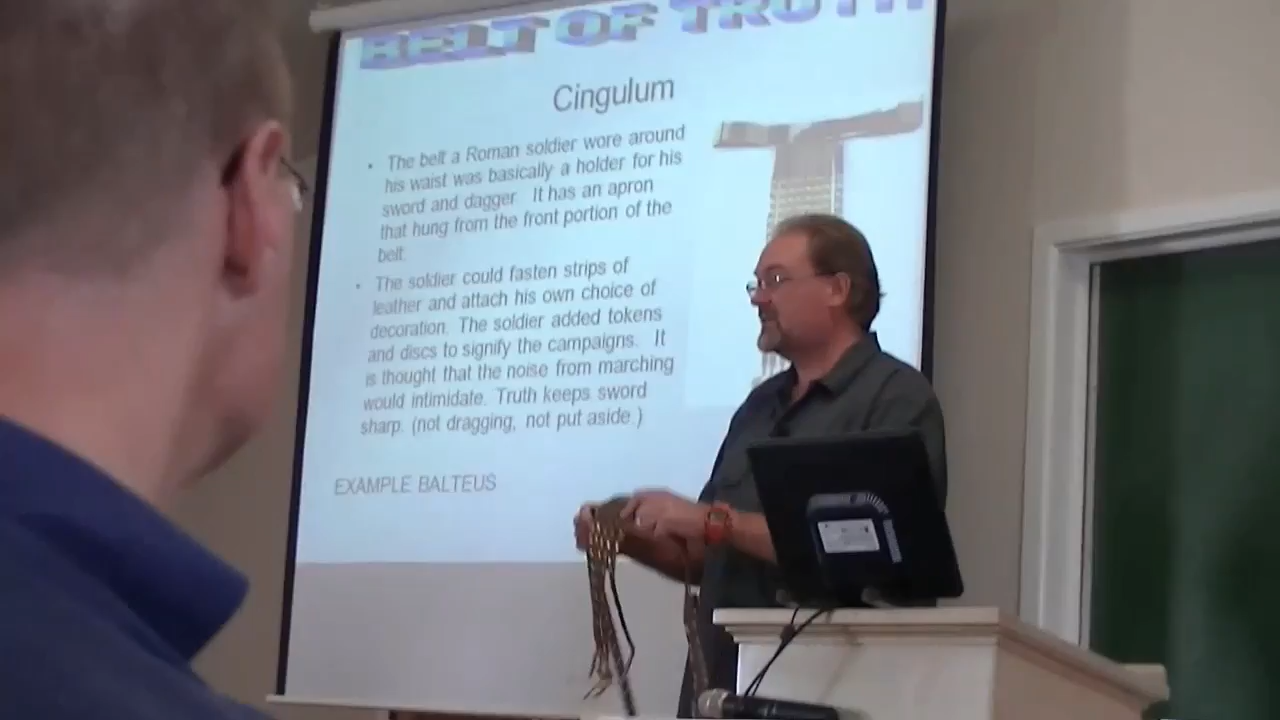 BELT OF TRUTH
Cingulum
• The belt a Roman soldier wore around
his waist was basically a holder for his
sword and dagger. It has an apron
that hung from the front portion of the
belt.
• The soldier could fasten strips of
leather and attach his own choice of
decoration. The soldier added tokens
and discs to signify the campaigns. It
is thought that the noise from marching
would intimidate. Truth keeps sword
sharp. (not dragging, not put aside.)
EXAMPLE BALTEUS